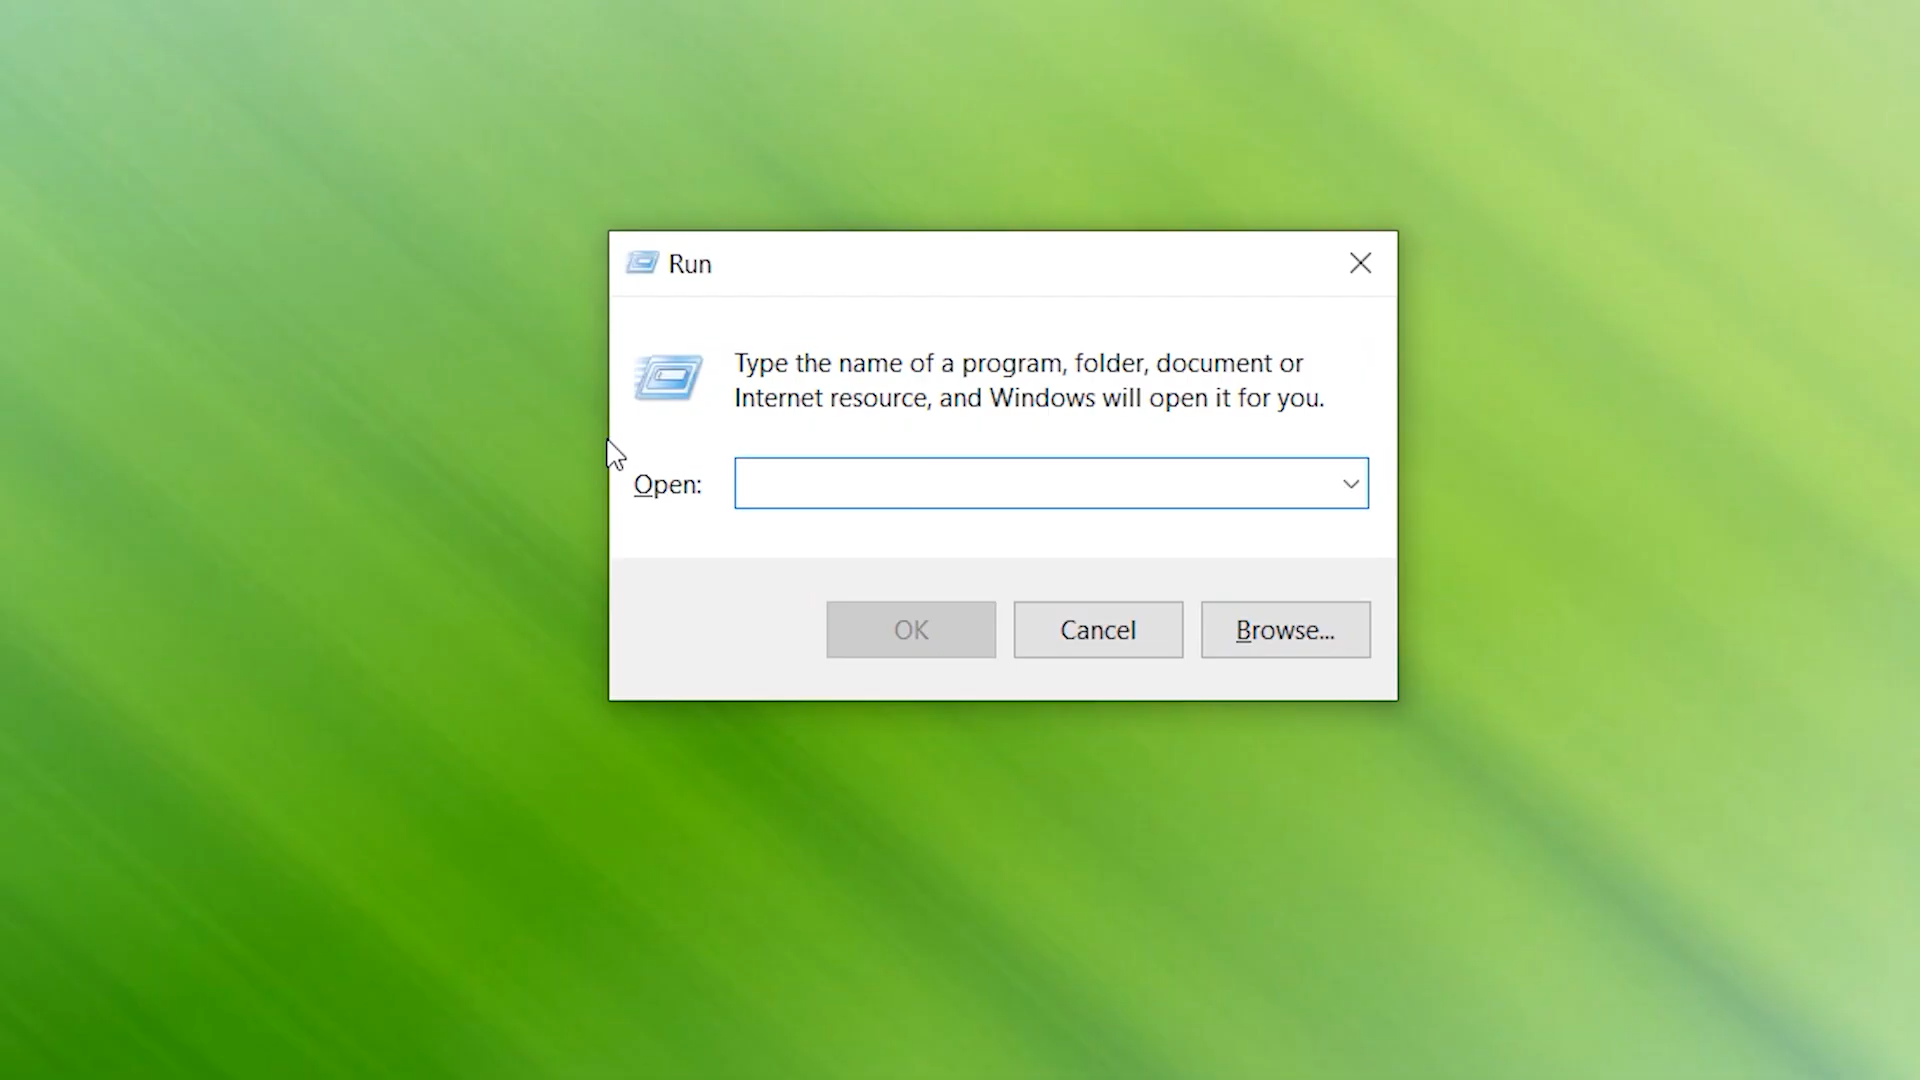 Run
Type the name of a program, folder, document or
Internet resource, and Windows will open it for you.
Open:
OK Cancel Browse...